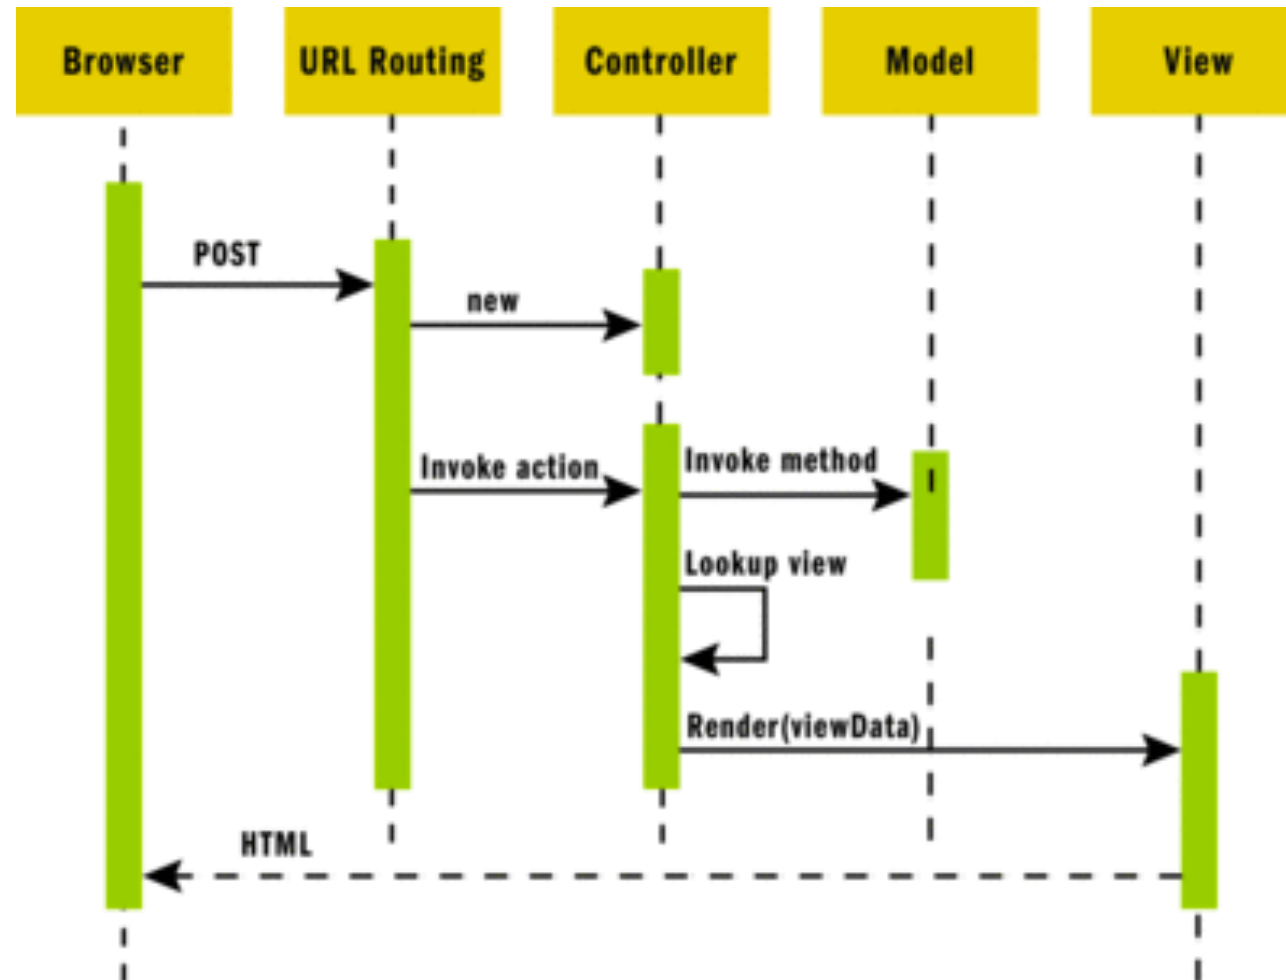 Browser
URL Routing
Controller
Model
View
POST
new
Invoke action
Invoke method
Lookup view
Render(viewData)
HTML